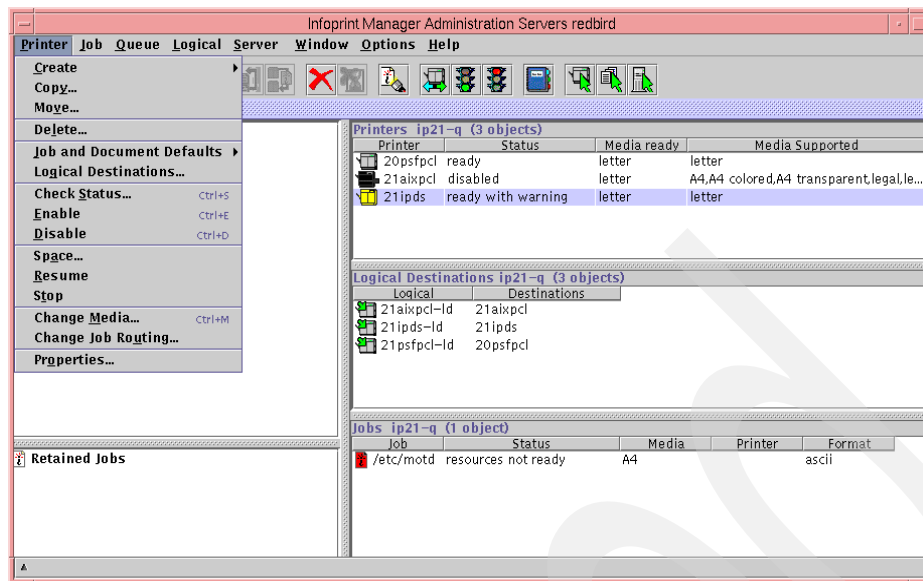 Infoprint Manager Administration Servers redbird
Printer Job Queue Logical Server Window Options Help
Create
Copy...
Move...
Delete...
Job and Document Defaults
Logical Destinations...
Check Status... Ctrl+S
Enable Ctrl+E
Disable Ctrl+D
Space...
Resume
Stop
Change Media... Ctrl+M
Change Job Routing...
Properties...
Retained Jobs
Printers ip21-q (3 objects)
Printer Status Media ready Media Supported
20psfpcl ready letter letter
21aixpcl disabled letter A4,A4 colored,A4 transparent,legal,le...
21ipds ready with warning letter letter
Logical Destinations ip21-q (3 objects)
Logical Destinations
21aixpcl-ld 21aixpcl
21ipds-ld 21ipds
21psfpcl-ld 20psfpcl
Jobs ip21-q (1 object)
Job Status Media Printer Format
/etc/motd resources not ready A4 ascii